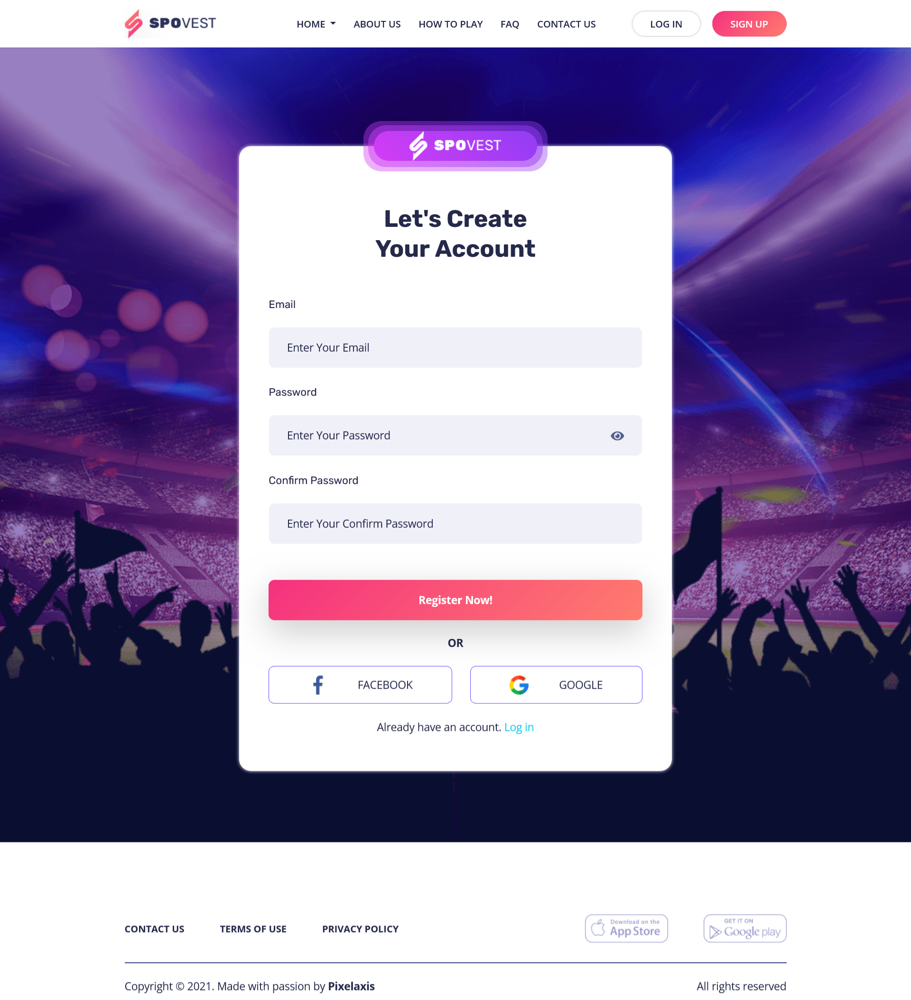 SPOVEST
HOME
ABOUT US
HOW TO PLAY
FAQ
CONTACT US
LOG IN
SIGN UP
SPOVEST
Let's Create
Your Account
Email
Enter Your Email
Password
Enter Your Password
Confirm Password
Enter Your Confirm Password
Register Now!
OR
FACEBOOK
GOOGLE
Already have an account. Log in
CONTACT US
TERMS OF USE
PRIVACY POLICY
Download on the
App Store
GET IT ON
Google play
Copyright © 2021. Made with passion by Pixelaxis
All rights reserved